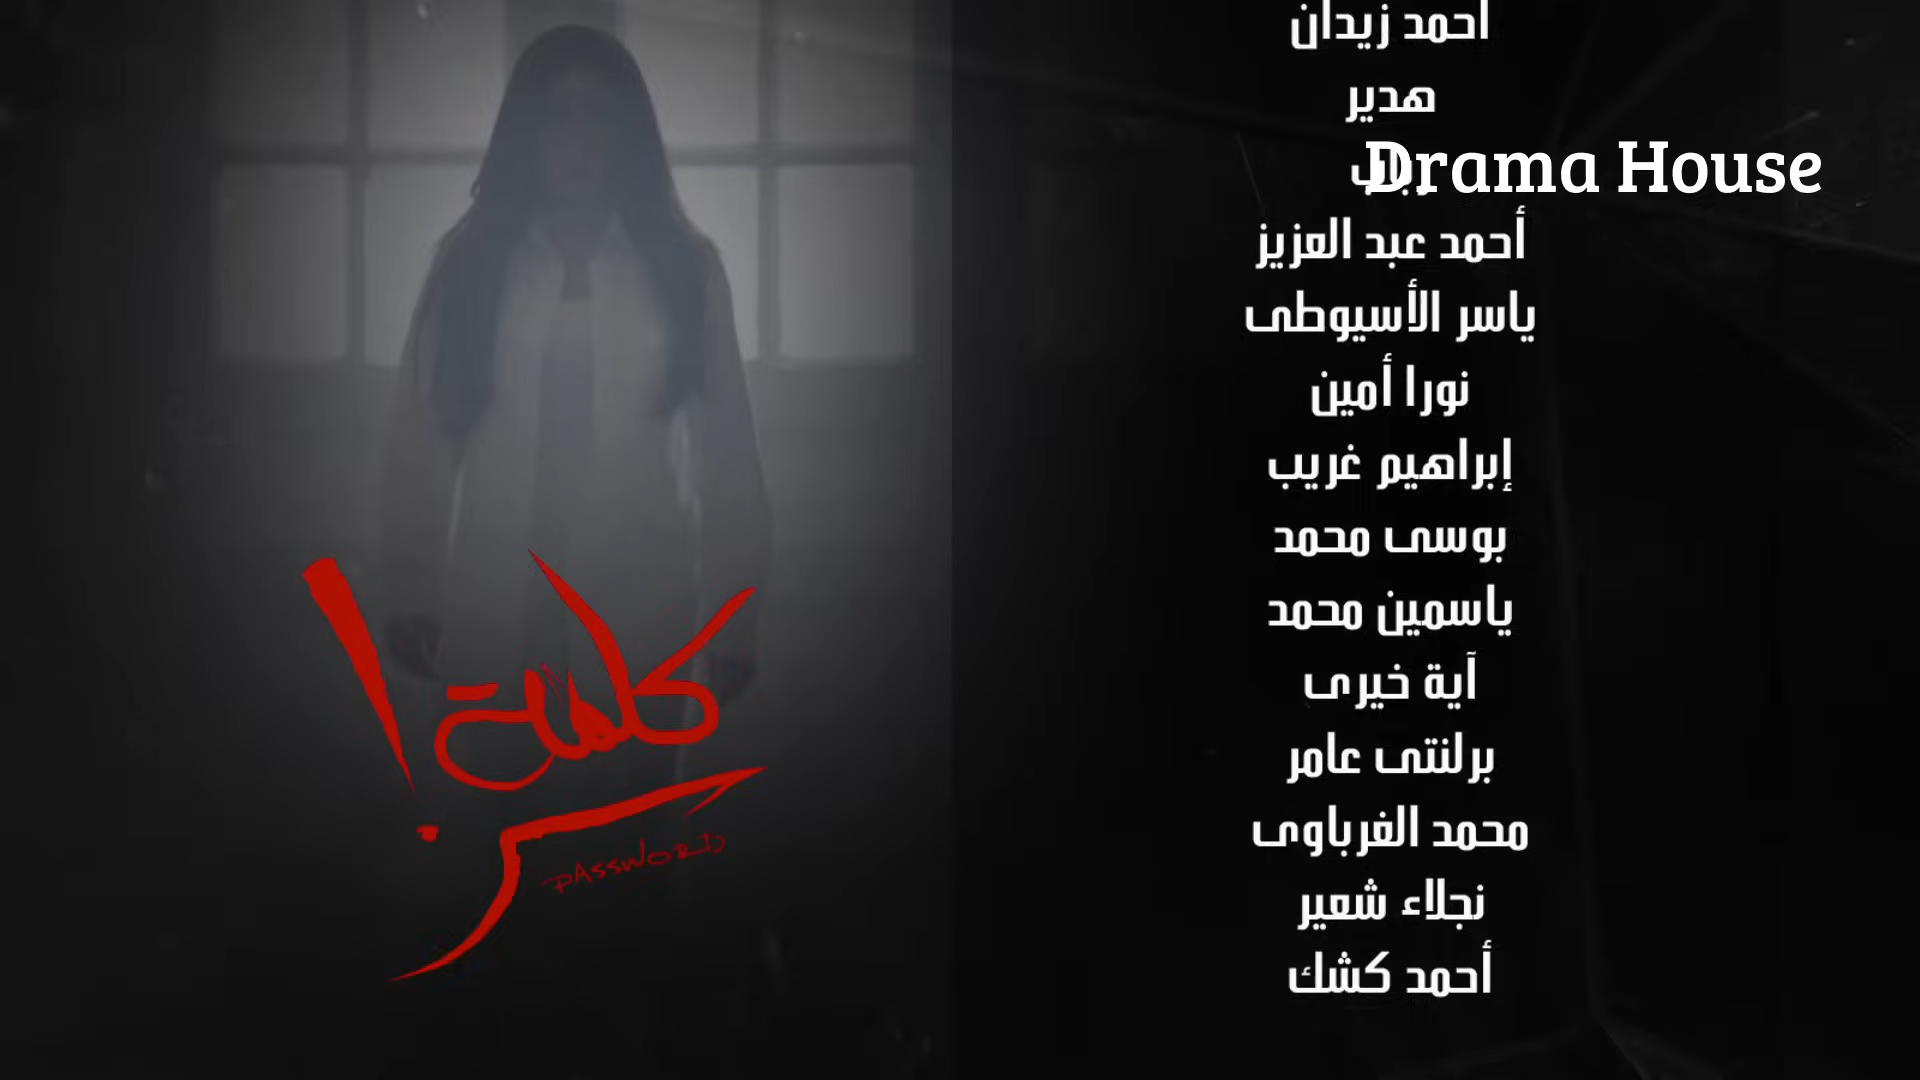 أحمد زيدان
هدير
Drama House
أحمد عبد العزيز
ياسر الأسيوطى
نورا أمين
إبراهيم غريب
بوسى محمد
ياسمين محمد
آية خيرى
برلنتى عامر
محمد الغرباوى
نجلاء شعير
أحمد كشك
كلمة
سر
PASSWORD